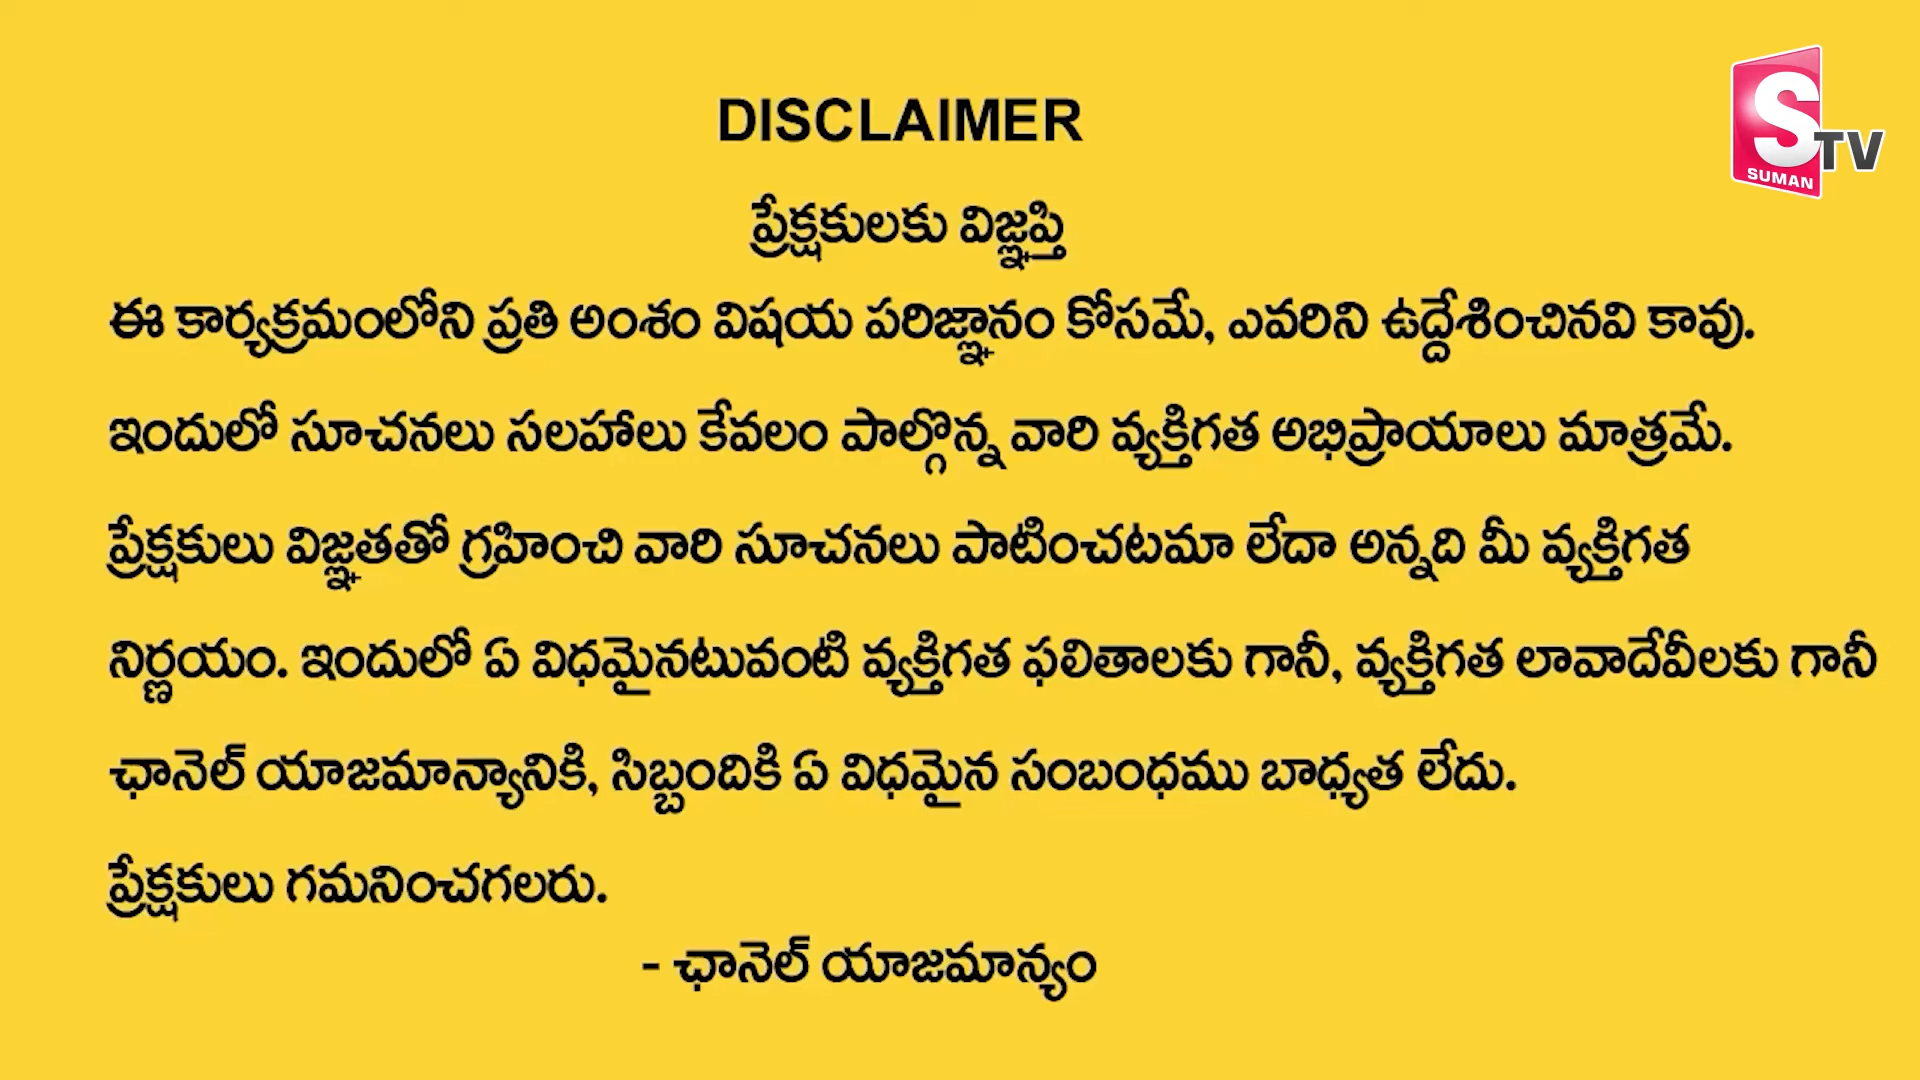 S
TV
SUMAN
DISCLAIMER
ప్రేక్షకులకు విజ్ఞప్తి
ఈ కార్యక్రమంలోని ప్రతి అంశం విషయ పరిజ్ఞానం కోసమే, ఎవరిని ఉద్దేశించినవి కావు.
ఇందులో సూచనలు సలహాలు కేవలం పాల్గొన్న వారి వ్యక్తిగత అభిప్రాయాలు మాత్రమే.
ప్రేక్షకులు విజ్ఞతతో గ్రహించి వారి సూచనలు పాటించటమా లేదా అన్నది మీ వ్యక్తిగత
నిర్ణయం. ఇందులో ఏ విధమైనటువంటి వ్యక్తిగత ఫలితాలకు గానీ, వ్యక్తిగత లావాదేవీలకు గానీ
ఛానెల్ యాజమాన్యానికి, సిబ్బందికి ఏ విధమైన సంబంధము బాధ్యత లేదు.
ప్రేక్షకులు గమనించగలరు.
- ఛానెల్ యాజమాన్యం